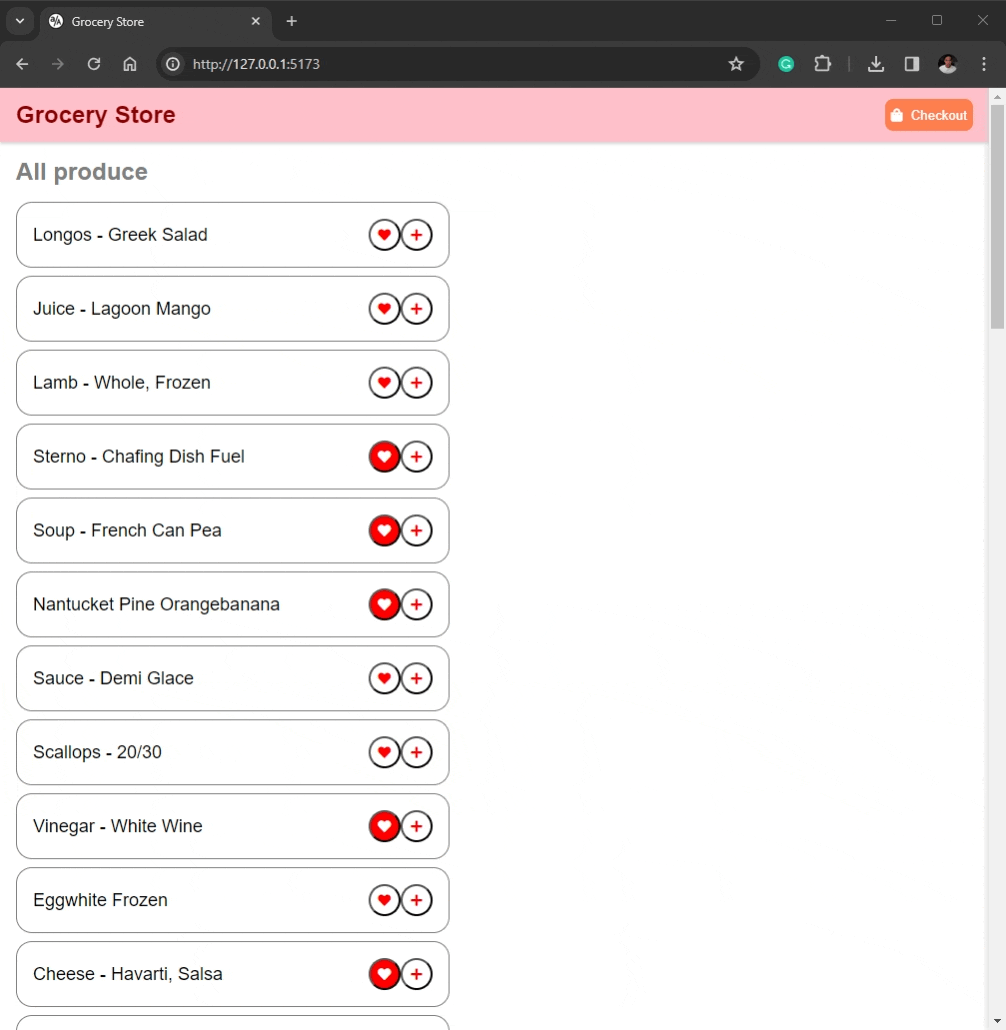 Grocery Store
http://127.0.0.1:5173
Grocery Store
Checkout
All produce
Longos - Greek Salad
Juice - Lagoon Mango
Lamb - Whole, Frozen
Sterno - Chafing Dish Fuel
Soup - French Can Pea
Nantucket Pine Orangebanana
Sauce - Demi Glace
Scallops - 20/30
Vinegar - White Wine
Eggwhite Frozen
Cheese - Havarti, Salsa